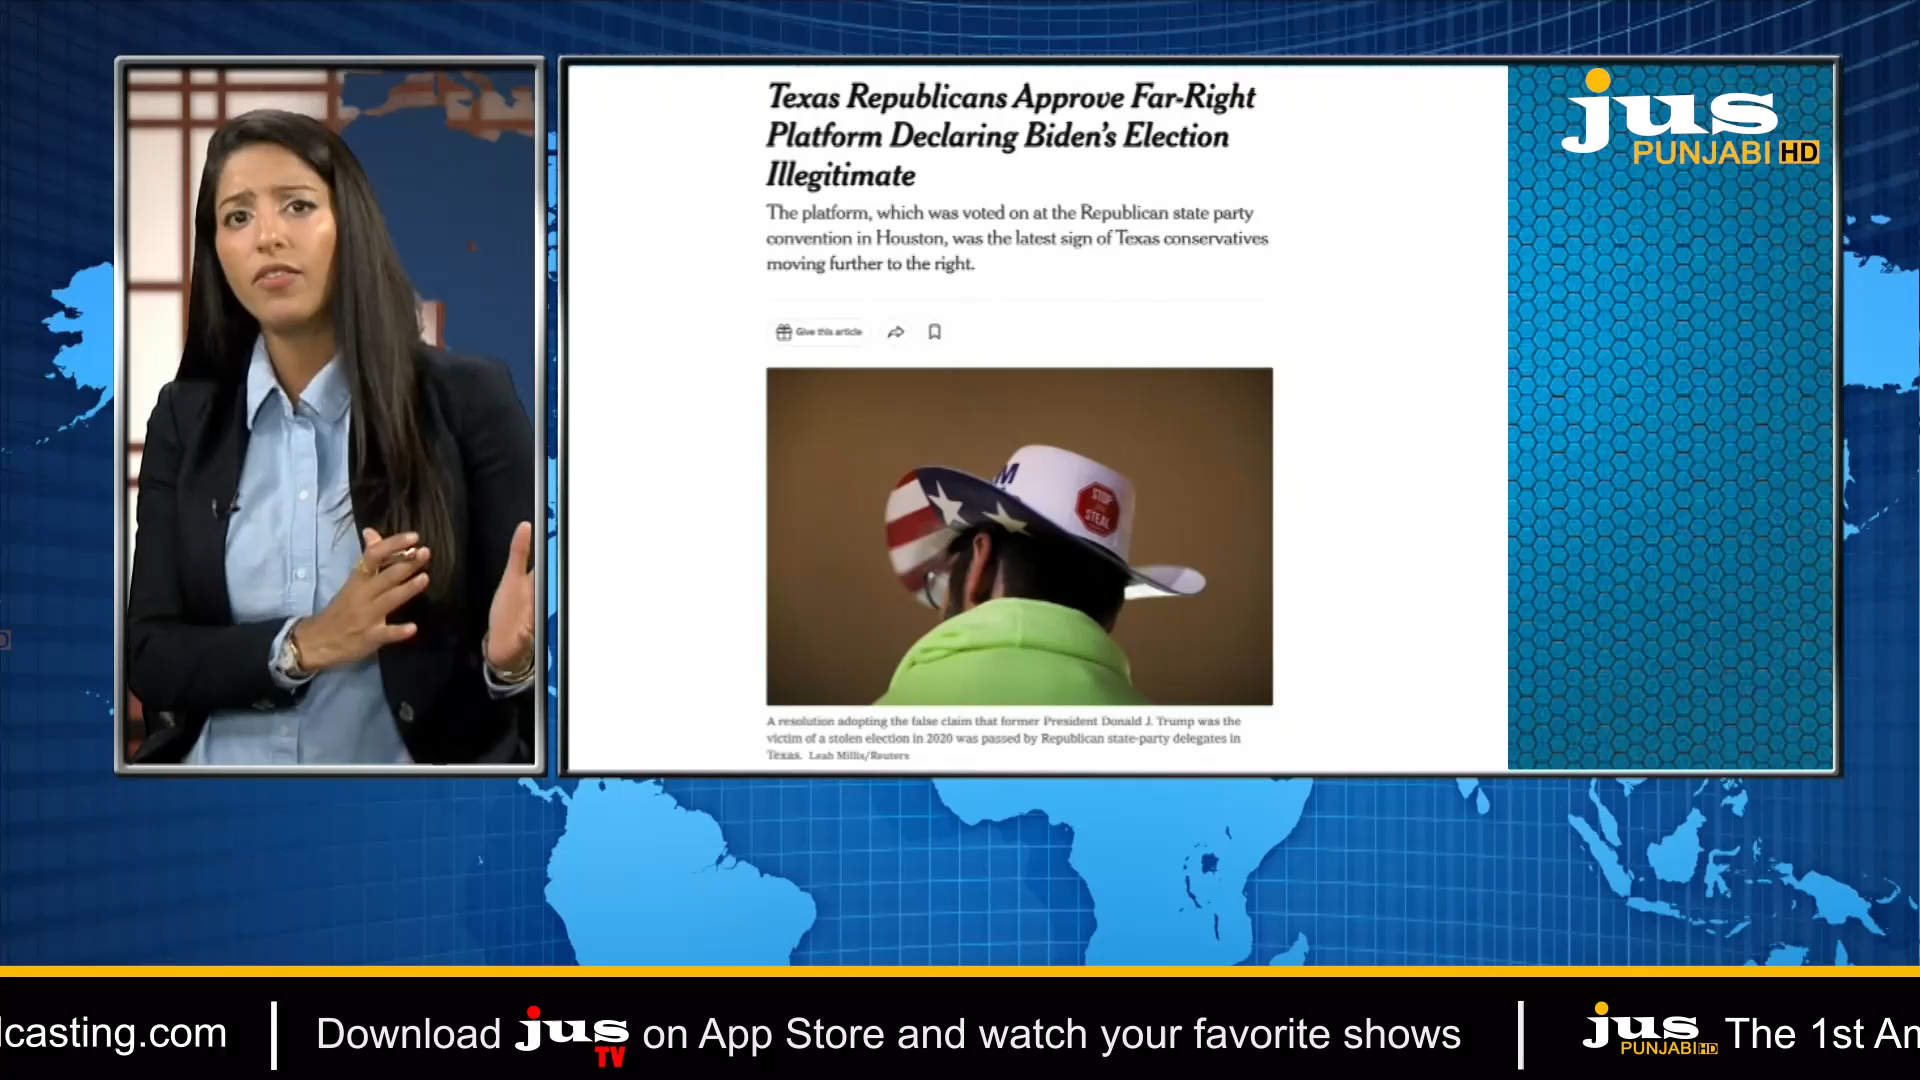 Texas Republicans Approve Far-Right
Platform Declaring Biden's Election
Illegitimate
The platform, which was voted on at the Republican state party
convention in Houston, was the latest sign of Texas conservatives
moving further to the right.
Give this article
M
STOP
STEAL
A resolution adopting the false claim that former President Donald J. Trump was the
victim of a stolen election in 2020 was passed by Republican state-party delegates in
Texas. Leah Millis/Reuters
jus
PUNJABI HD
lcasting.com | Download jus TV on App Store and watch your favorite shows | jus PUNJABI HD The 1st An